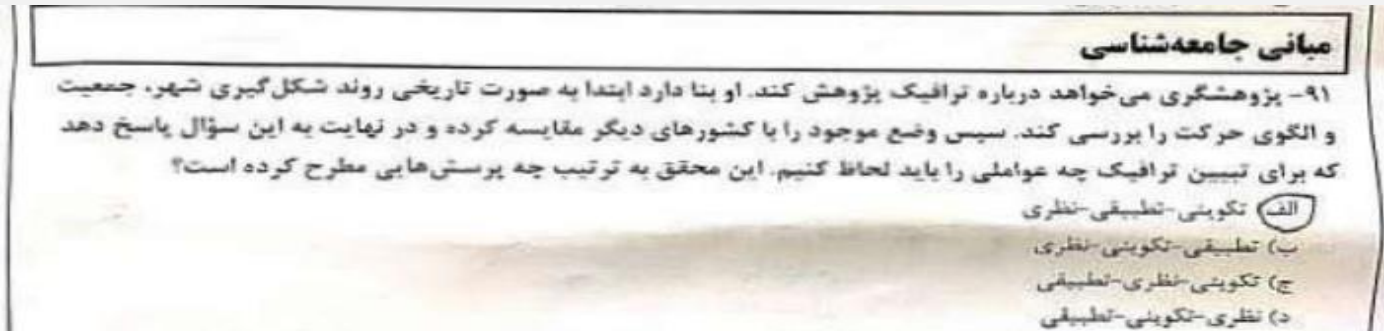 مبانی جامعه‌شناسی
۹۱- پژوهشگری می‌خواهد درباره ترافیک پژوهش کند. او بنا دارد ابتدا به صورت تاریخی روند شکل‌گیری شهر، جمعیت
و الگوی حرکت را بررسی کند. سپس وضع موجود را با کشورهای دیگر مقایسه کرده و در نهایت به این سؤال پاسخ دهد
که برای تبیین ترافیک چه عواملی را باید لحاظ کنیم. این محقق به ترتیب چه پرسش‌هایی مطرح کرده است؟
الف) تکوینی-تطبیقی-نظری
ب) تطبیقی-تکوینی-نظری
ج) تکوینی-نظری-تطبیقی
د) نظری-تکوینی-تطبیقی